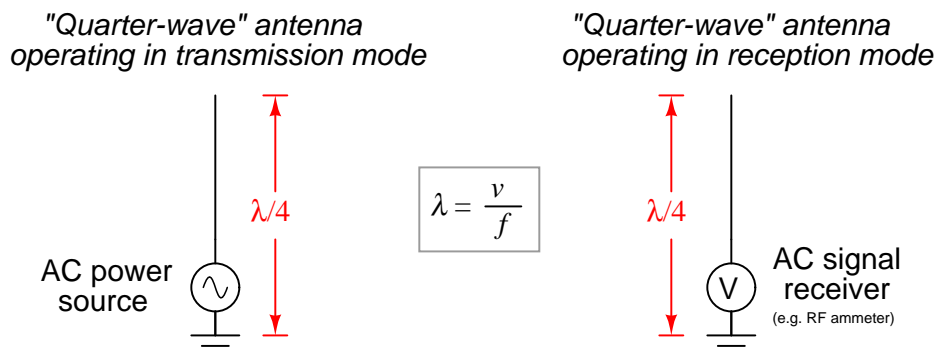 "Quarter-wave" antenna
operating in transmission mode
"Quarter-wave" antenna
operating in reception mode
λ/4
λ = v / f
λ/4
AC power
source
V
AC signal
receiver
(e.g. RF ammeter)